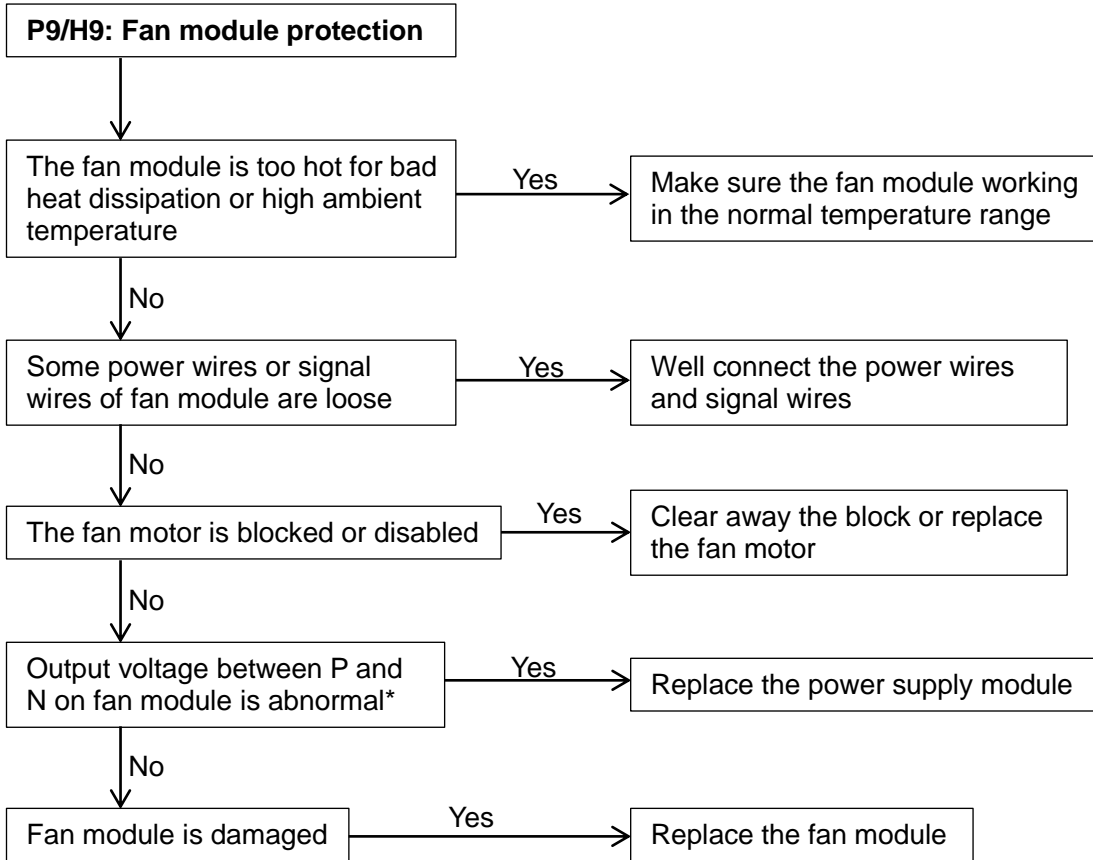 P9/H9: Fan module protection
The fan module is too hot for bad
heat dissipation or high ambient
temperature
Yes
Make sure the fan module working
in the normal temperature range
No
Some power wires or signal
wires of fan module are loose
Yes
Well connect the power wires
and signal wires
No
The fan motor is blocked or disabled
Yes
Clear away the block or replace
the fan motor
No
Output voltage between P and
N on fan module is abnormal*
Yes
Replace the power supply module
No
Fan module is damaged
Yes
Replace the fan module